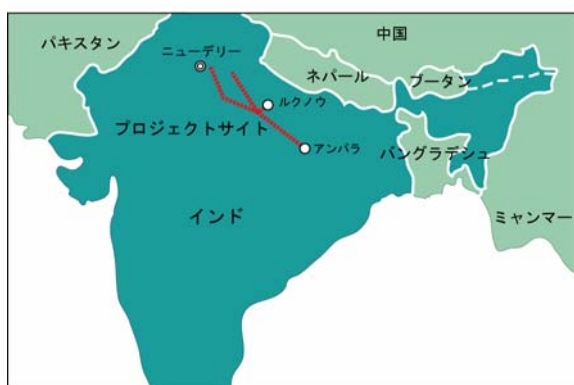 中国
パキスタン
ニューデリー
ネパール
ブータン
ルクノウ
プロジェクトサイト
アンパラ
バングラデシュ
インド
ミャンマー